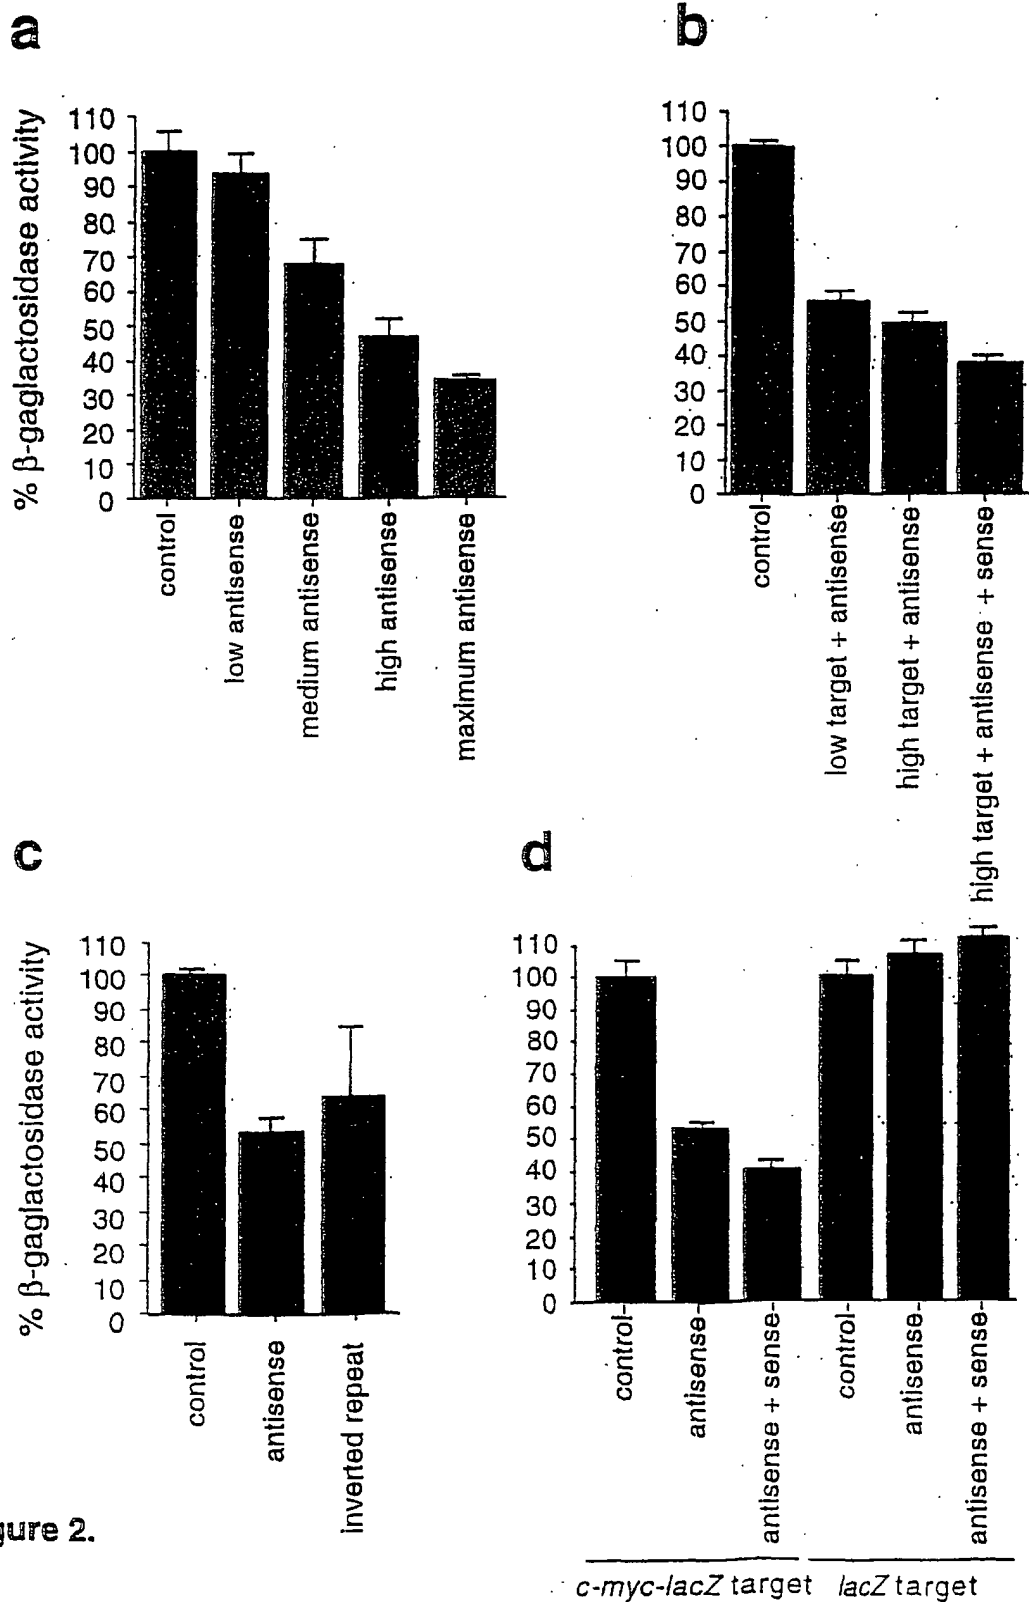 a
% β-gaglactosidase activity
110
100
90
80
70
60
50
40
30
20
10
0
control
low antisense
medium antisense
high antisense
maximum antisense
b
110
100
90
80
70
60
50
40
30
20
10
0
control
low target + antisense
high target + antisense
high target + antisense + sense
c
% β-gaglactosidase activity
110
100
90
80
70
60
50
40
30
20
10
0
control
antisense
inverted repeat
d
110
100
90
80
70
60
50
40
30
20
10
0
control
antisense
antisense + sense
control
antisense
antisense + sense
c-myc-lacZ target
lacZ target
gure 2.